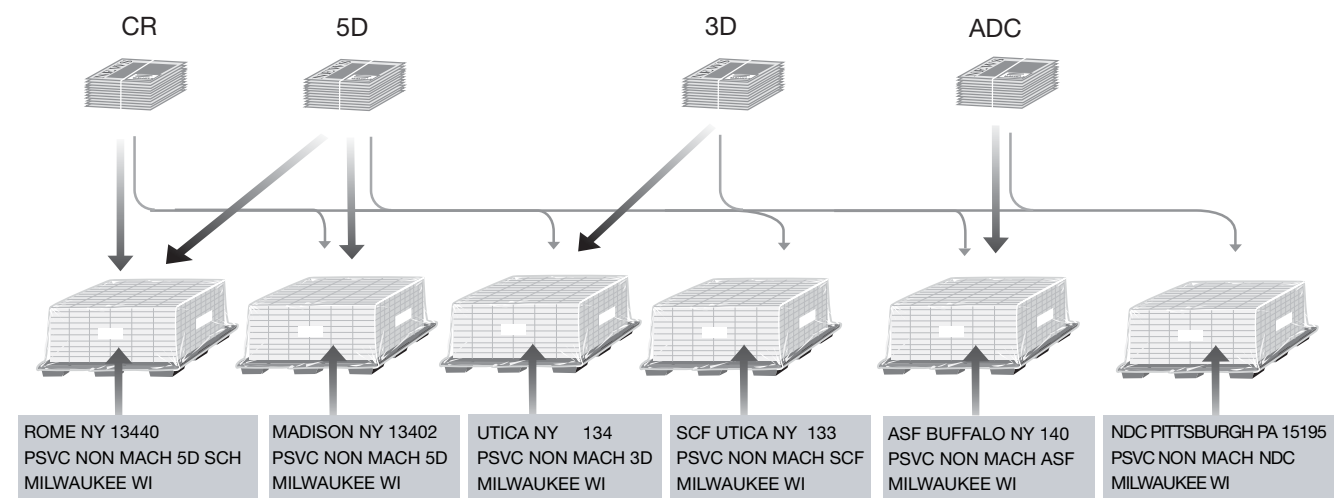 CR
5D
3D
ADC
ROME NY 13440
PSVC NON MACH 5D SCH
MILWAUKEE WI
MADISON NY 13402
PSVC NON MACH 5D
MILWAUKEE WI
UTICA NY 134
PSVC NON MACH 3D
MILWAUKEE WI
SCF UTICA NY 133
PSVC NON MACH SCF
MILWAUKEE WI
ASF BUFFALO NY 140
PSVC NON MACH ASF
MILWAUKEE WI
NDC PITTSBURGH PA 15195
PSVC NON MACH NDC
MILWAUKEE WI